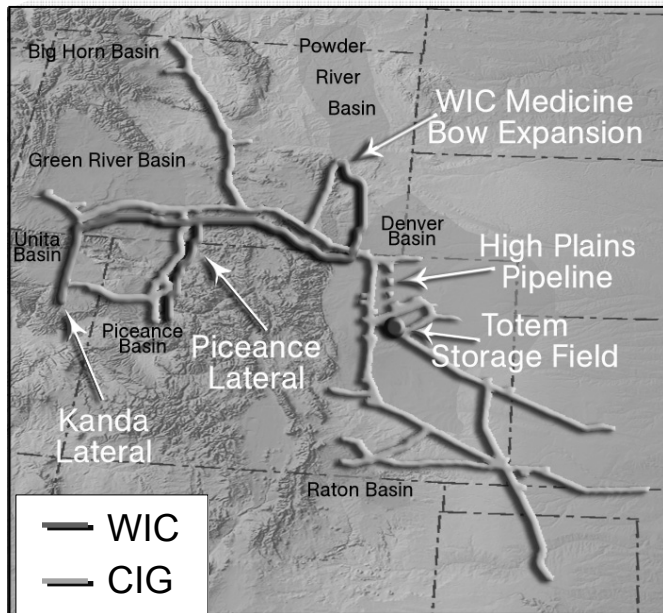 Big Horn Basin
Powder
River
Basin
WIC Medicine
Bow Expansion
Green River Basin
Denver
Basin
Unita
Basin
High Plains
Pipeline
Totem
Storage Field
Piceance
Basin
Piceance
Lateral
Kanda
Lateral
Raton Basin
WIC
CIG